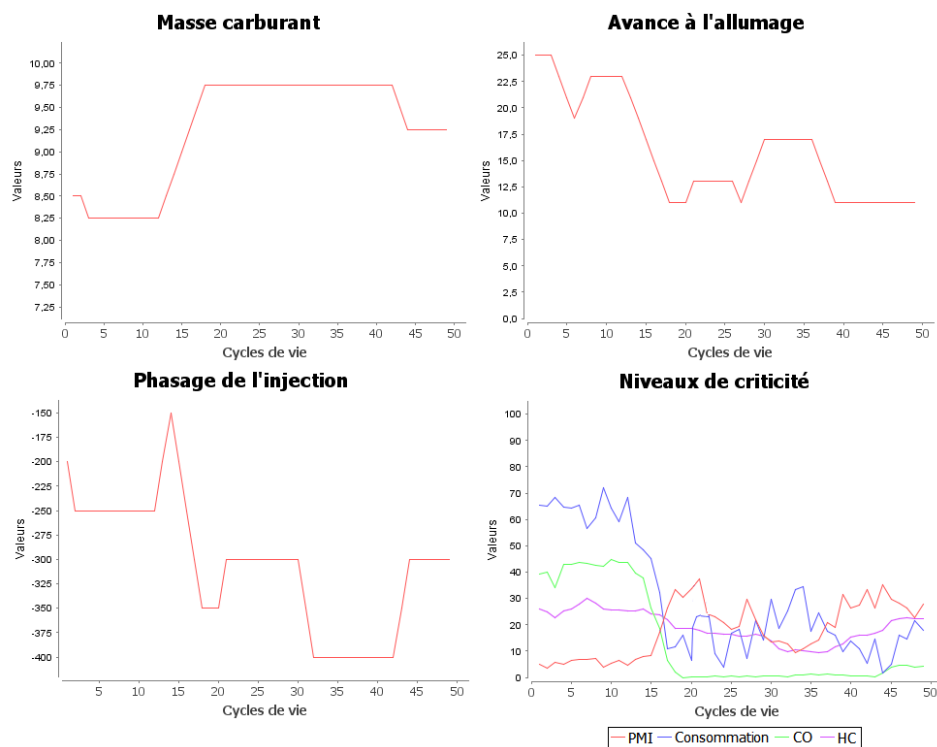 Masse carburant
10,00
9,75
9,50
9,25
9,00
8,75
8,50
8,25
8,00
7,75
7,50
7,25
Valeurs
0 5 10 15 20 25 30 35 40 45 50
Cycles de vie
Avance à l'allumage
25,0
22,5
20,0
17,5
15,0
12,5
10,0
7,5
5,0
2,5
0,0
Valeurs
0 5 10 15 20 25 30 35 40 45 50
Cycles de vie
Phasage de l'injection
-150
-200
-250
-300
-350
-400
Valeurs
5 10 15 20 25 30 35 40 45 50
Cycles de vie
Niveaux de criticité
100
90
80
70
60
50
40
30
20
10
0
Valeurs
0 5 10 15 20 25 30 35 40 45 50
Cycles de vie
PMI Consommation CO HC